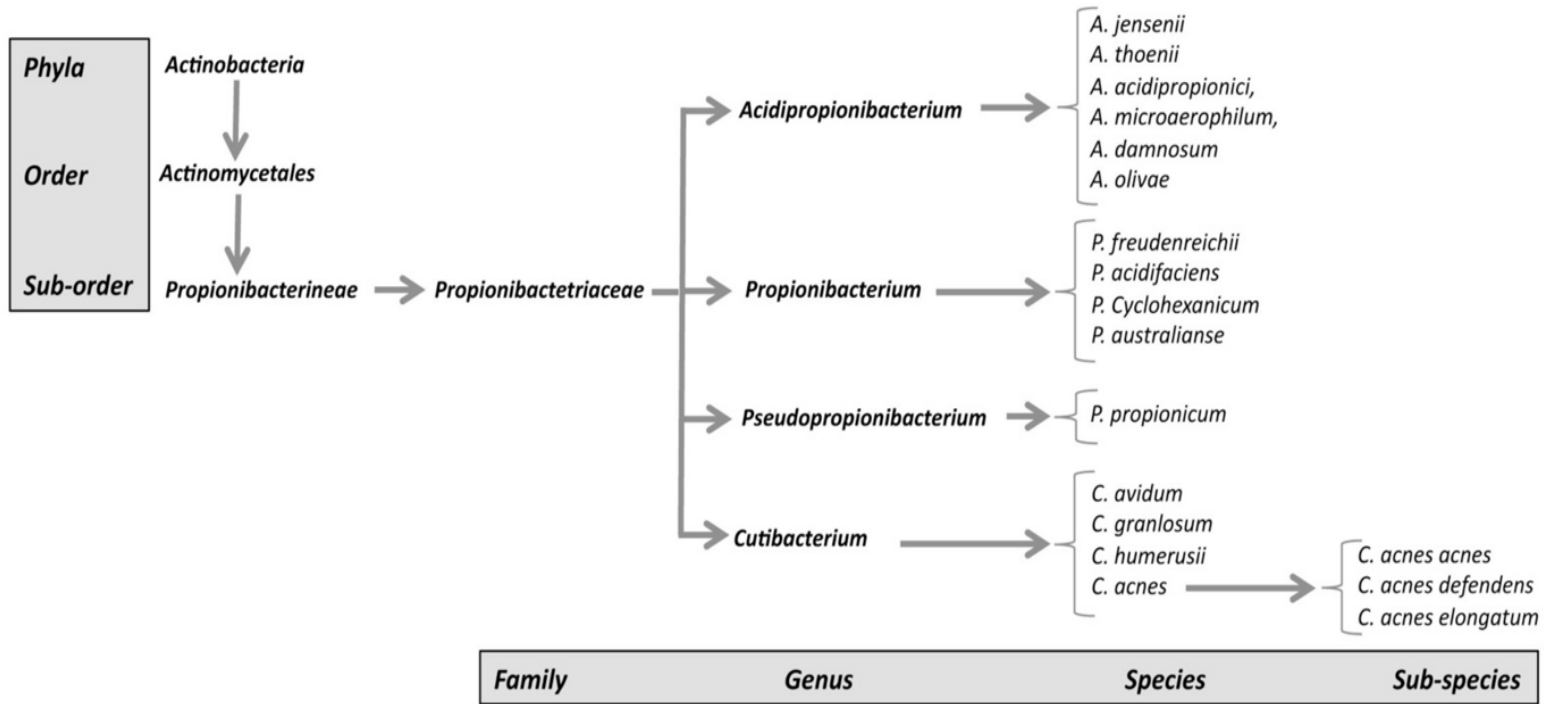 Phyla
Order
Sub-order
Actinobacteria
Actinomycetales
Propionibacterineae
Propionibactetriaceae
Acidipropionibacterium
A. jensenii
A. thoenii
A. acidipropionici,
A. microaerophilum,
A. damnosum
A. olivae
Propionibacterium
P. freudenreichii
P. acidifaciens
P. Cyclohexanicum
P. australianse
Pseudopropionibacterium
P. propionicum
Cutibacterium
C. avidum
C. granlosum
C. humerusii
C. acnes
C. acnes acnes
C. acnes defendens
C. acnes elongatum
Family Genus Species Sub-species